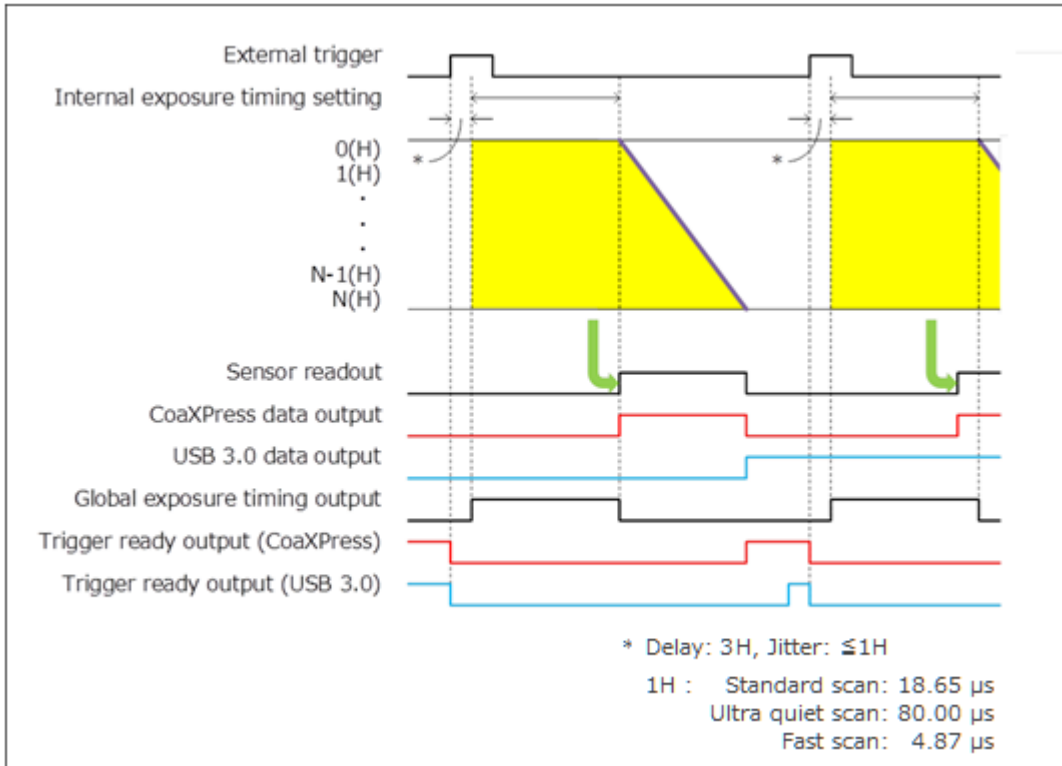 External trigger
Internal exposure timing setting
*
*
0(H)
1(H)
.
.
.
N-1(H)
N(H)
Sensor readout
CoaXPress data output
USB 3.0 data output
Global exposure timing output
Trigger ready output (CoaXPress)
Trigger ready output (USB 3.0)
* Delay: 3H, Jitter: ≦1H
1H : Standard scan: 18.65 µs
Ultra quiet scan: 80.00 µs
Fast scan: 4.87 µs